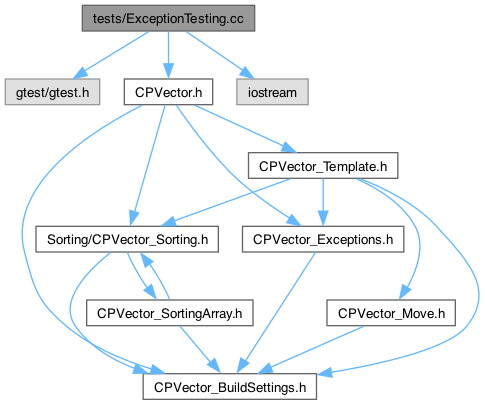 tests/ExceptionTesting.cc
gtest/gtest.h
CPVector.h
iostream
CPVector_Template.h
Sorting/CPVector_Sorting.h
CPVector_Exceptions.h
CPVector_SortingArray.h
CPVector_Move.h
CPVector_BuildSettings.h